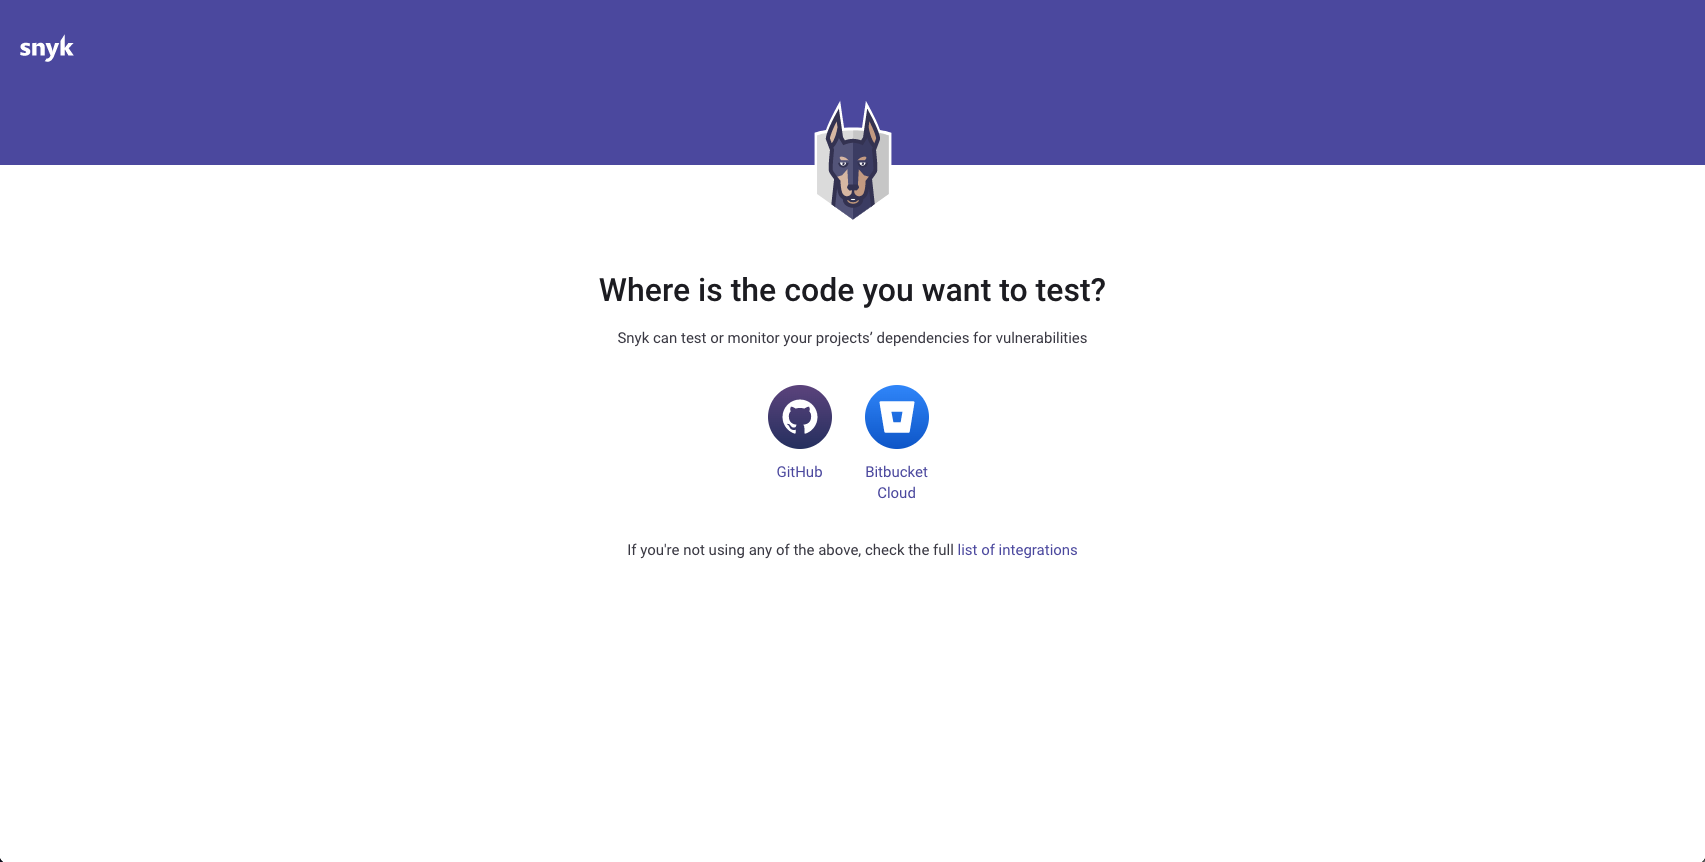 snyk
Where is the code you want to test?
Snyk can test or monitor your projects’ dependencies for vulnerabilities
GitHub
Bitbucket
Cloud
If you're not using any of the above, check the full list of integrations